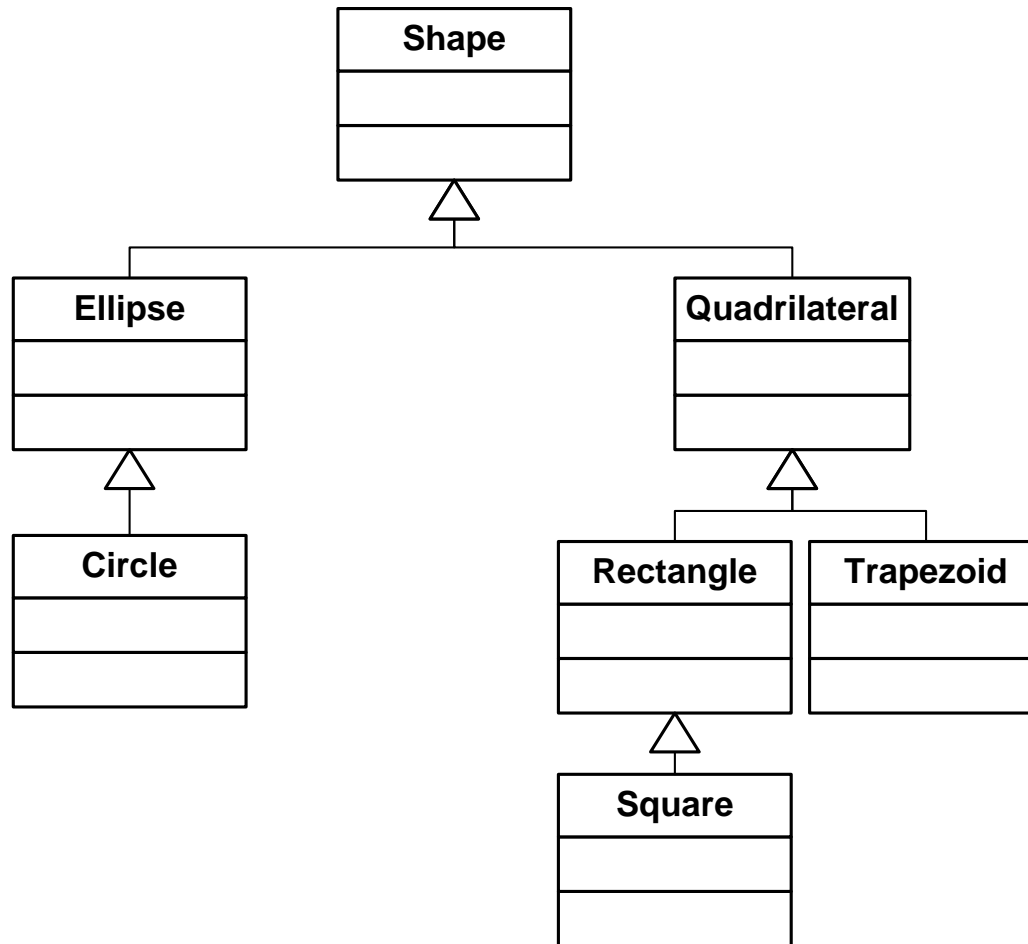 Shape
Ellipse
Quadrilateral
Circle
Rectangle
Trapezoid
Square